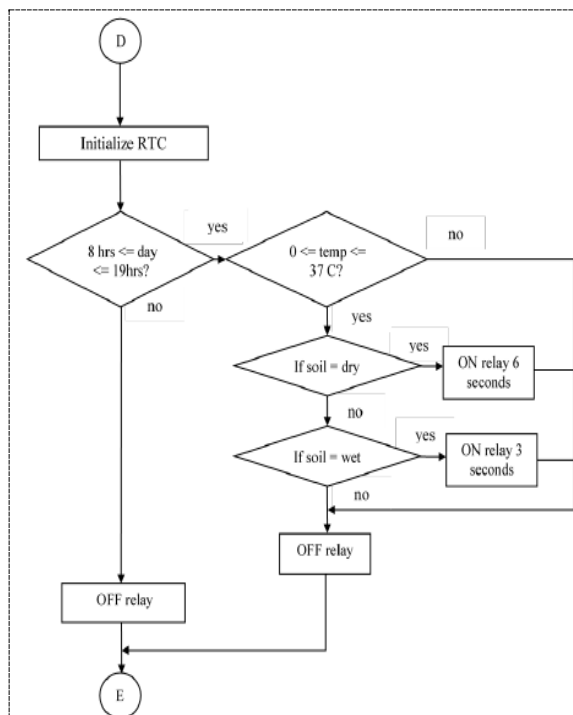 D
Initialize RTC
8 hrs <= day
<= 19hrs?
yes
no
0 <= temp <=
37 C?
no
yes
If soil = dry
yes
ON relay 6
seconds
no
If soil = wet
yes
ON relay 3
seconds
no
OFF relay
OFF relay
E